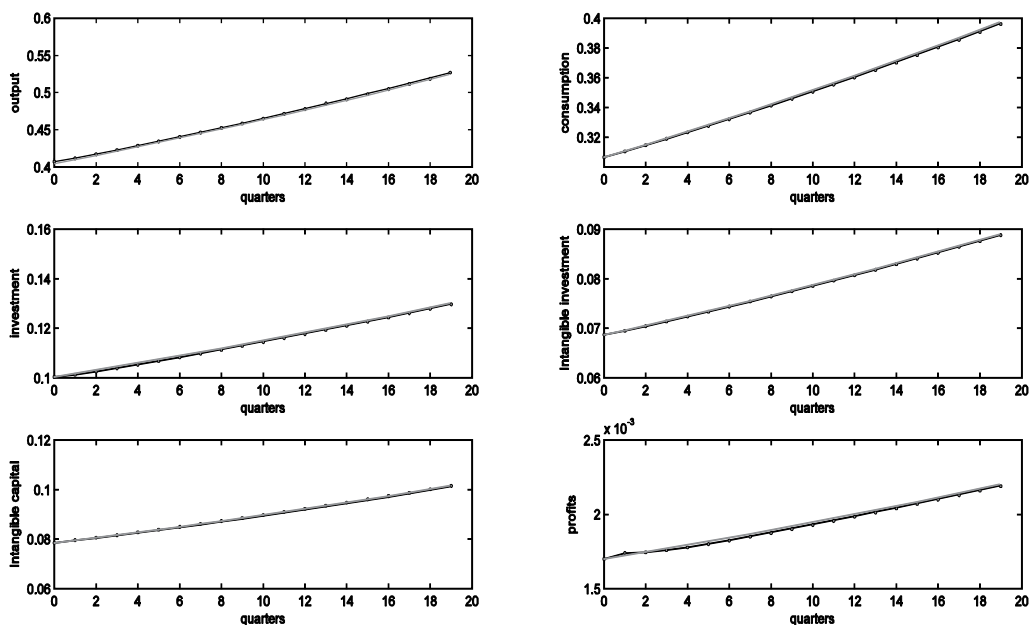 0.6
0.55
0.5
0.45
0.4
output
0 2 4 6 8 10 12 14 16 18 20
quarters
0.4
0.38
0.36
0.34
0.32
consumption
0 2 4 6 8 10 12 14 16 18 20
quarters
0.16
0.14
0.12
0.1
investment
0 2 4 6 8 10 12 14 16 18 20
quarters
0.09
0.08
0.07
0.06
Intangible investment
0 2 4 6 8 10 12 14 16 18 20
quarters
0.12
0.1
0.08
0.06
Intangible capital
0 2 4 6 8 10 12 14 16 18 20
quarters
x 10-3
2.5
2
1.5
profits
0 2 4 6 8 10 12 14 16 18 20
quarters